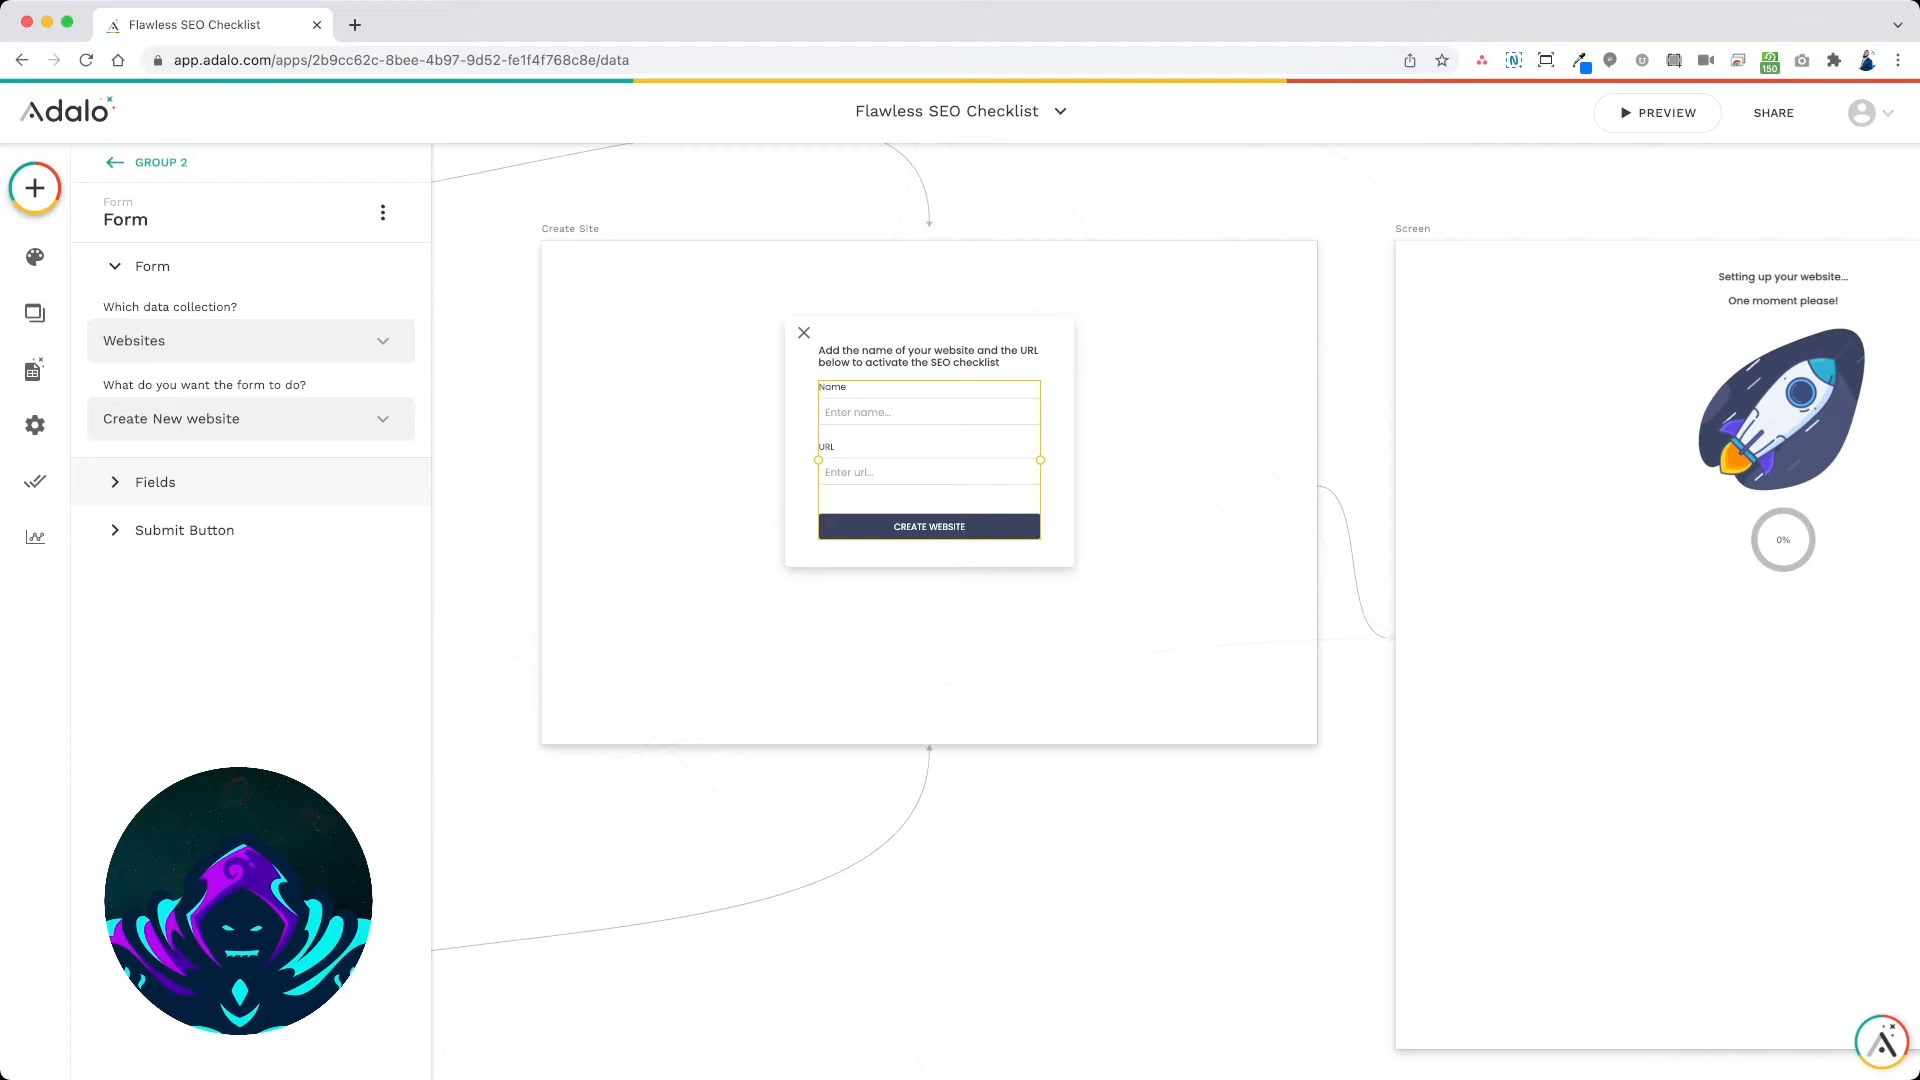 Flawless SEO Checklist
app.adalo.com/apps/2b9cc62c-8bee-4b97-9d52-fe1f4f768c8e/data
150
Adalo
Flawless SEO Checklist
PREVIEW
SHARE
GROUP 2
Form
Form
Form
Which data collection?
Websites
What do you want the form to do?
Create New website
Fields
Submit Button
Create Site
Add the name of your website and the URL
below to activate the SEO checklist
Name
Enter name...
URL
Enter url...
CREATE WEBSITE
Screen
Setting up your website...
One moment please!
0%